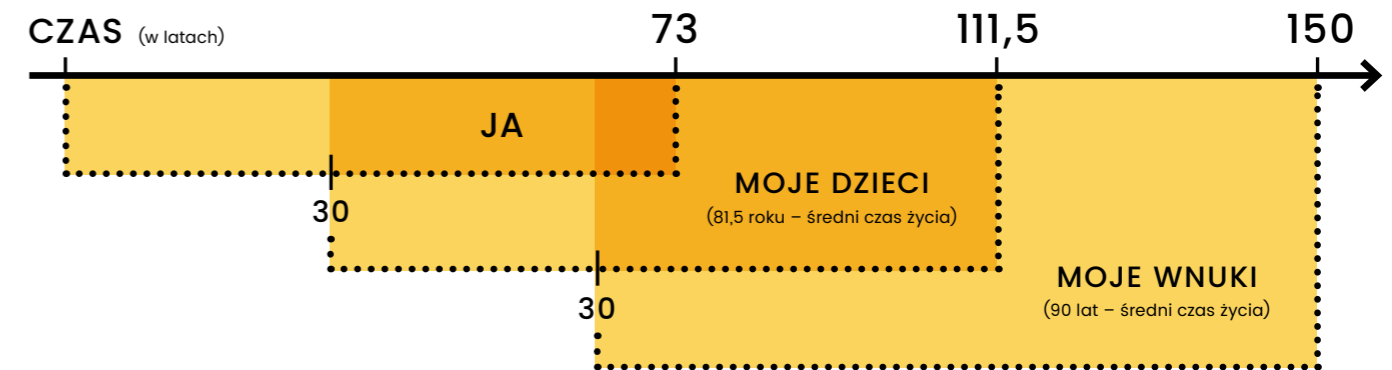 CZAS (w latach) 73 111,5 150
JA
MOJE DZIECI
(81,5 roku – średni czas życia)
30
MOJE WNUKI
(90 lat – średni czas życia)
30